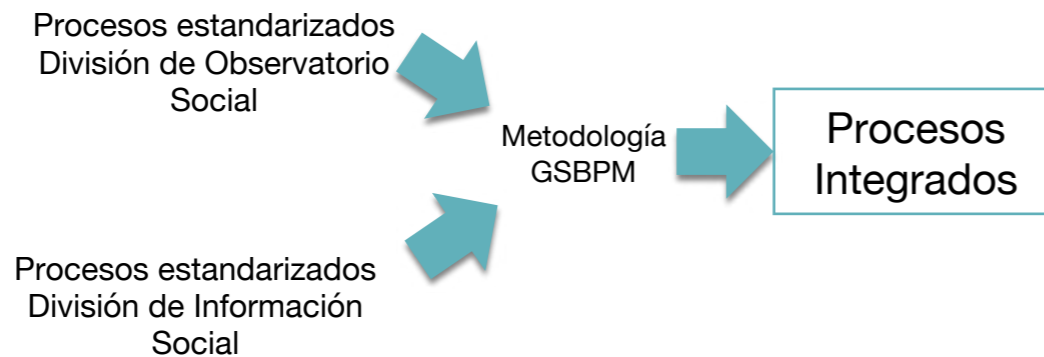 Procesos estandarizados
División de Observatorio
Social
Metodología
GSBPM
Procesos
Integrados
Procesos estandarizados
División de Información
Social